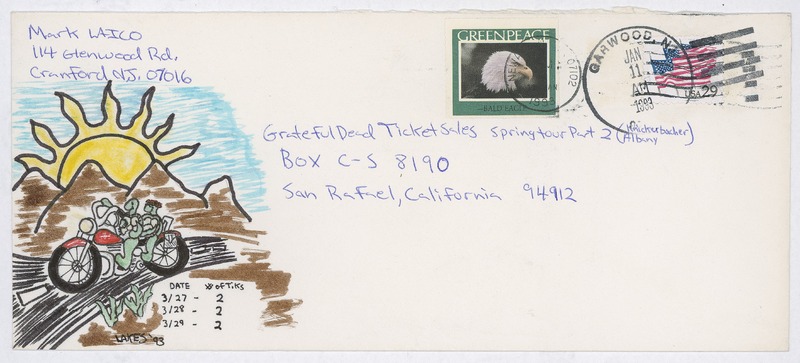 Mark LAICO
114 Glenwood Rd.
Cranford N.J. 07016
GREENPEACE
—BALD EAGLE
67102
GARWOOD, N
JAN
11
1993
USA 29
Grateful Dead Ticket Sales Spring tour Part 2 (Knickerbocker)
Albany
Box C-S 8190
San Rafael, California 94912
DATE # of TiKs
3/27 - 2
3/28 - 2
3/29 - 2
LAKES '93